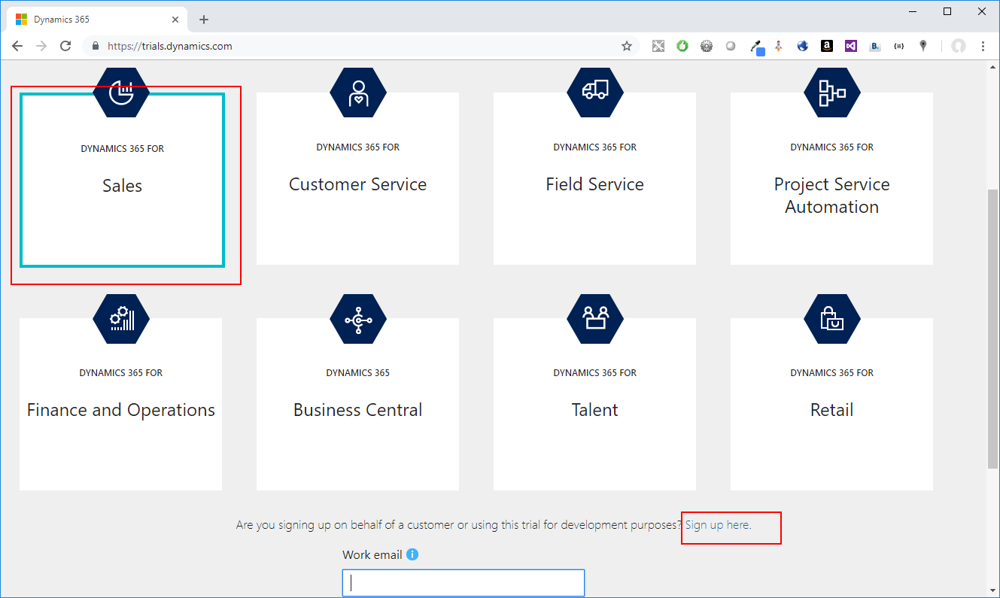 Dynamics 365
https://trials.dynamics.com
DYNAMICS 365 FOR
Sales
DYNAMICS 365 FOR
Customer Service
DYNAMICS 365 FOR
Field Service
DYNAMICS 365 FOR
Project Service
Automation
DYNAMICS 365 FOR
Finance and Operations
DYNAMICS 365
Business Central
DYNAMICS 365 FOR
Talent
DYNAMICS 365 FOR
Retail
Are you signing up on behalf of a customer or using this trial for development purposes? Sign up here.
Work email